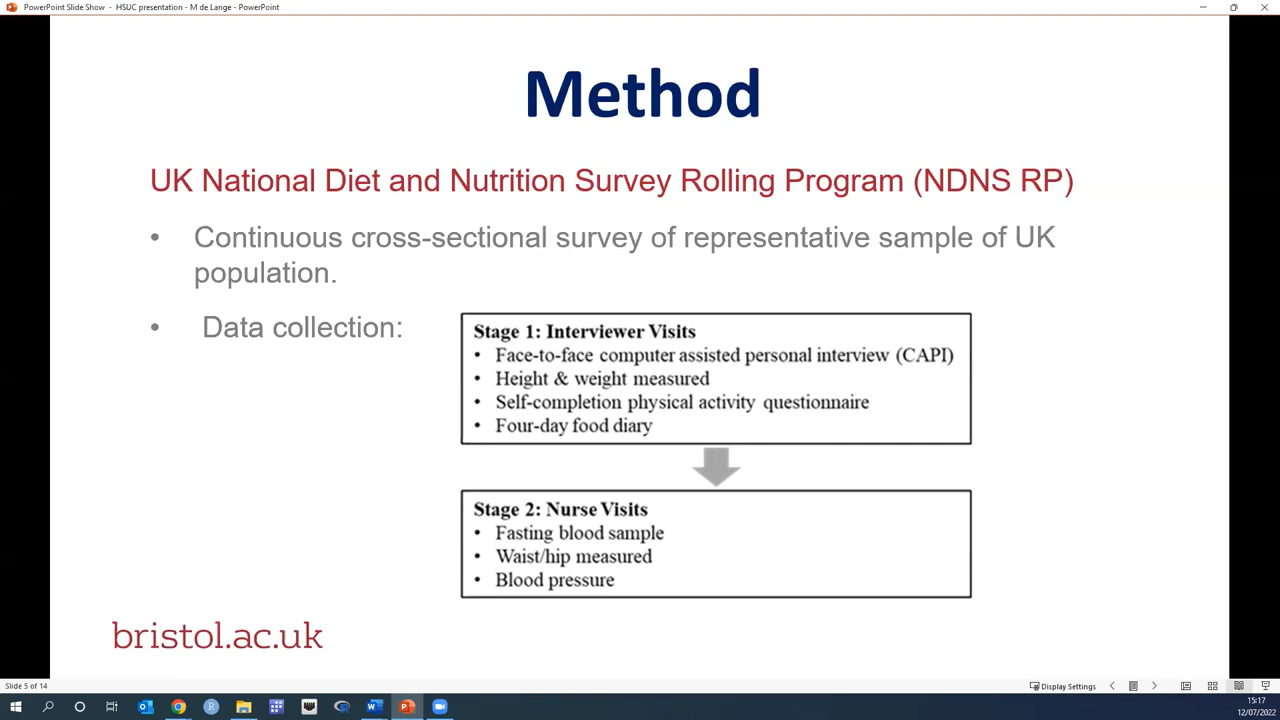 PowerPoint Slide Show - HSUC presentation - M de Lange - PowerPoint
Method
UK National Diet and Nutrition Survey Rolling Program (NDNS RP)
• Continuous cross-sectional survey of representative sample of UK
population.
• Data collection:
Stage 1: Interviewer Visits
• Face-to-face computer assisted personal interview (CAPI)
• Height & weight measured
• Self-completion physical activity questionnaire
• Four-day food diary
Stage 2: Nurse Visits
• Fasting blood sample
• Waist/hip measured
• Blood pressure
bristol.ac.uk
Slide 5 of 14
Display Settings
15:17
12/07/2022